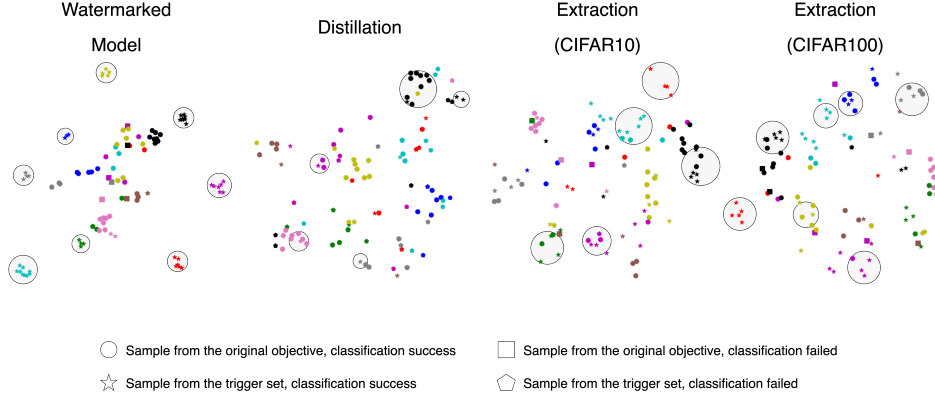 Watermarked
Model
Distillation
Extraction
(CIFAR10)
Extraction
(CIFAR100)
Sample from the original objective, classification success
Sample from the original objective, classification failed
Sample from the trigger set, classification success
Sample from the trigger set, classification failed